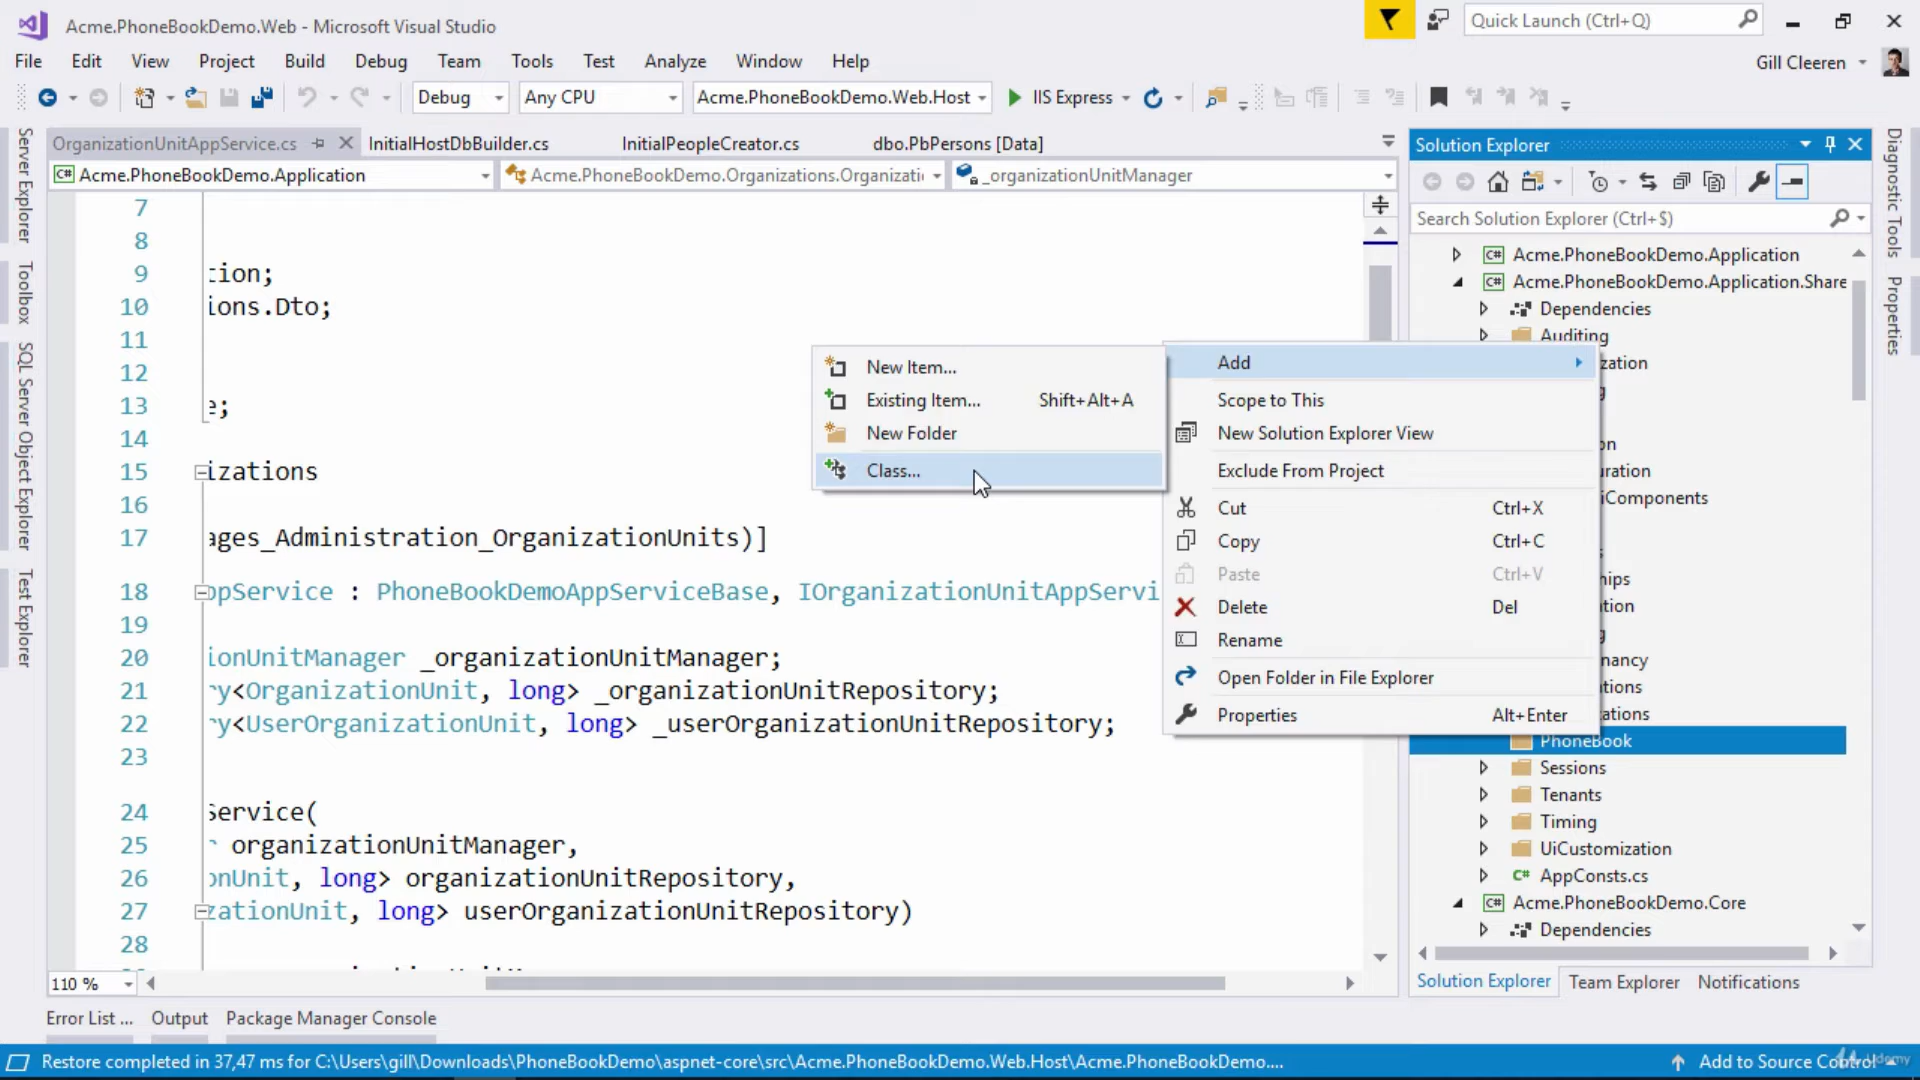 Acme.PhoneBookDemo.Web - Microsoft Visual Studio
Quick Launch (Ctrl+Q)
File Edit View Project Build Debug Team Tools Test Analyze Window Help
Gill Cleeren
Debug Any CPU Acme.PhoneBookDemo.Web.Host IIS Express
OrganizationUnitAppService.cs InitialHostDbBuilder.cs InitialPeopleCreator.cs dbo.PbPersons [Data]
Acme.PhoneBookDemo.Application Acme.PhoneBookDemo.Organizations.Organizati _organizationUnitManager
7
8
9 tion;
10 ions.Dto;
11
12
13 e;
14
15 izations
16
17 ages_Administration_OrganizationUnits)]
18 ppService : PhoneBookDemoAppServiceBase, IOrganizationUnitAppServi
19
20 ionUnitManager _organizationUnitManager;
21 ry<OrganizationUnit, long> _organizationUnitRepository;
22 ry<UserOrganizationUnit, long> _userOrganizationUnitRepository;
23
24 Service(
25 r organizationUnitManager,
26 onUnit, long> organizationUnitRepository,
27 zationUnit, long> userOrganizationUnitRepository)
28
110 %
New Item...
Existing Item... Shift+Alt+A
New Folder
Class...
Add
Scope to This
New Solution Explorer View
Exclude From Project
Cut Ctrl+X
Copy Ctrl+C
Paste Ctrl+V
Delete Del
Rename
Open Folder in File Explorer
Properties Alt+Enter
Solution Explorer
Search Solution Explorer (Ctrl+$)
Acme.PhoneBookDemo.Application
Acme.PhoneBookDemo.Application.Share
Dependencies
Auditing
zation
g
on
uration
iComponents
s
hips
tion
g
nancy
tions
zations
PhoneBook
Sessions
Tenants
Timing
UiCustomization
AppConsts.cs
Acme.PhoneBookDemo.Core
Dependencies
Solution Explorer Team Explorer Notifications
Server Explorer
Toolbox
SQL Server Object Explorer
Test Explorer
Diagnostic Tools
Properties
Error List ... Output Package Manager Console
Restore completed in 37,47 ms for C:\Users\gill\Downloads\PhoneBookDemo\aspnet-core\src\Acme.PhoneBookDemo.Web.Host\Acme.PhoneBookDemo....
Add to Source Control
Udemy